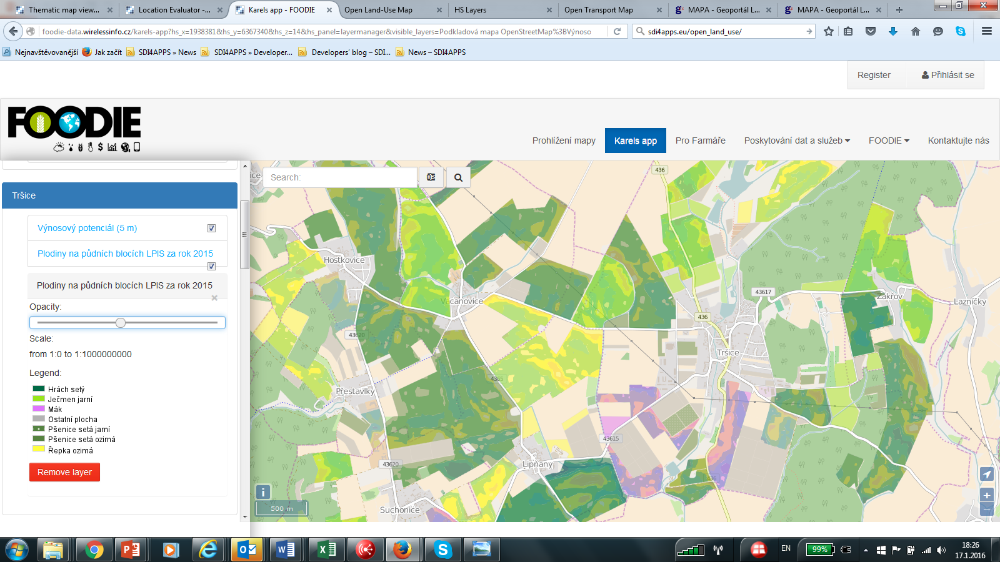 Thematic map view...
Location Evaluator -...
Karels app - FOODIE
Open Land-Use Map
HS Layers
Open Transport Map
MAPA - Geoportál L...
MAPA - Geoportál L...
foodie-data.wirelessinfo.cz/karels-app?hs_x=1938381&hs_y=6367340&hs_z=14&hs_panel=layermanager&visible_layers=Podkladová mapa OpenStreetMap%3BVýnoso
sdi4apps.eu/open_land_use/
Nejnavštěvovanější
Jak začít
SDI4APPS » News
SDI4APPS » Developer...
Developers' blog – SDI...
News – SDI4APPS
Register
Přihlásit se
FOODIE
Prohlížení mapy
Karels app
Pro Farmáře
Poskytování dat a služeb
FOODIE
Kontaktujte nás
Tršice
Výnosový potenciál (5 m)
Plodiny na půdních blocích LPIS za rok 2015
Plodiny na půdních blocích LPIS za rok 2015
Opacity:
Scale:
from 1:0 to 1:1000000000
Legend:
Hrách setý
Ječmen jarní
Mák
Ostatní plocha
Pšenice setá jarní
Pšenice setá ozimá
Řepka ozimá
Remove layer
Search:
ice
436
Hostkovice
Vacanovice
43617
Zákřov
Lazníčky
436
43620
Tršice
4365
Přestavlky
43615
43620
Lipňany
436
Suchonice
i
500 m
+
−
EN
99%
18:26
17.1.2016